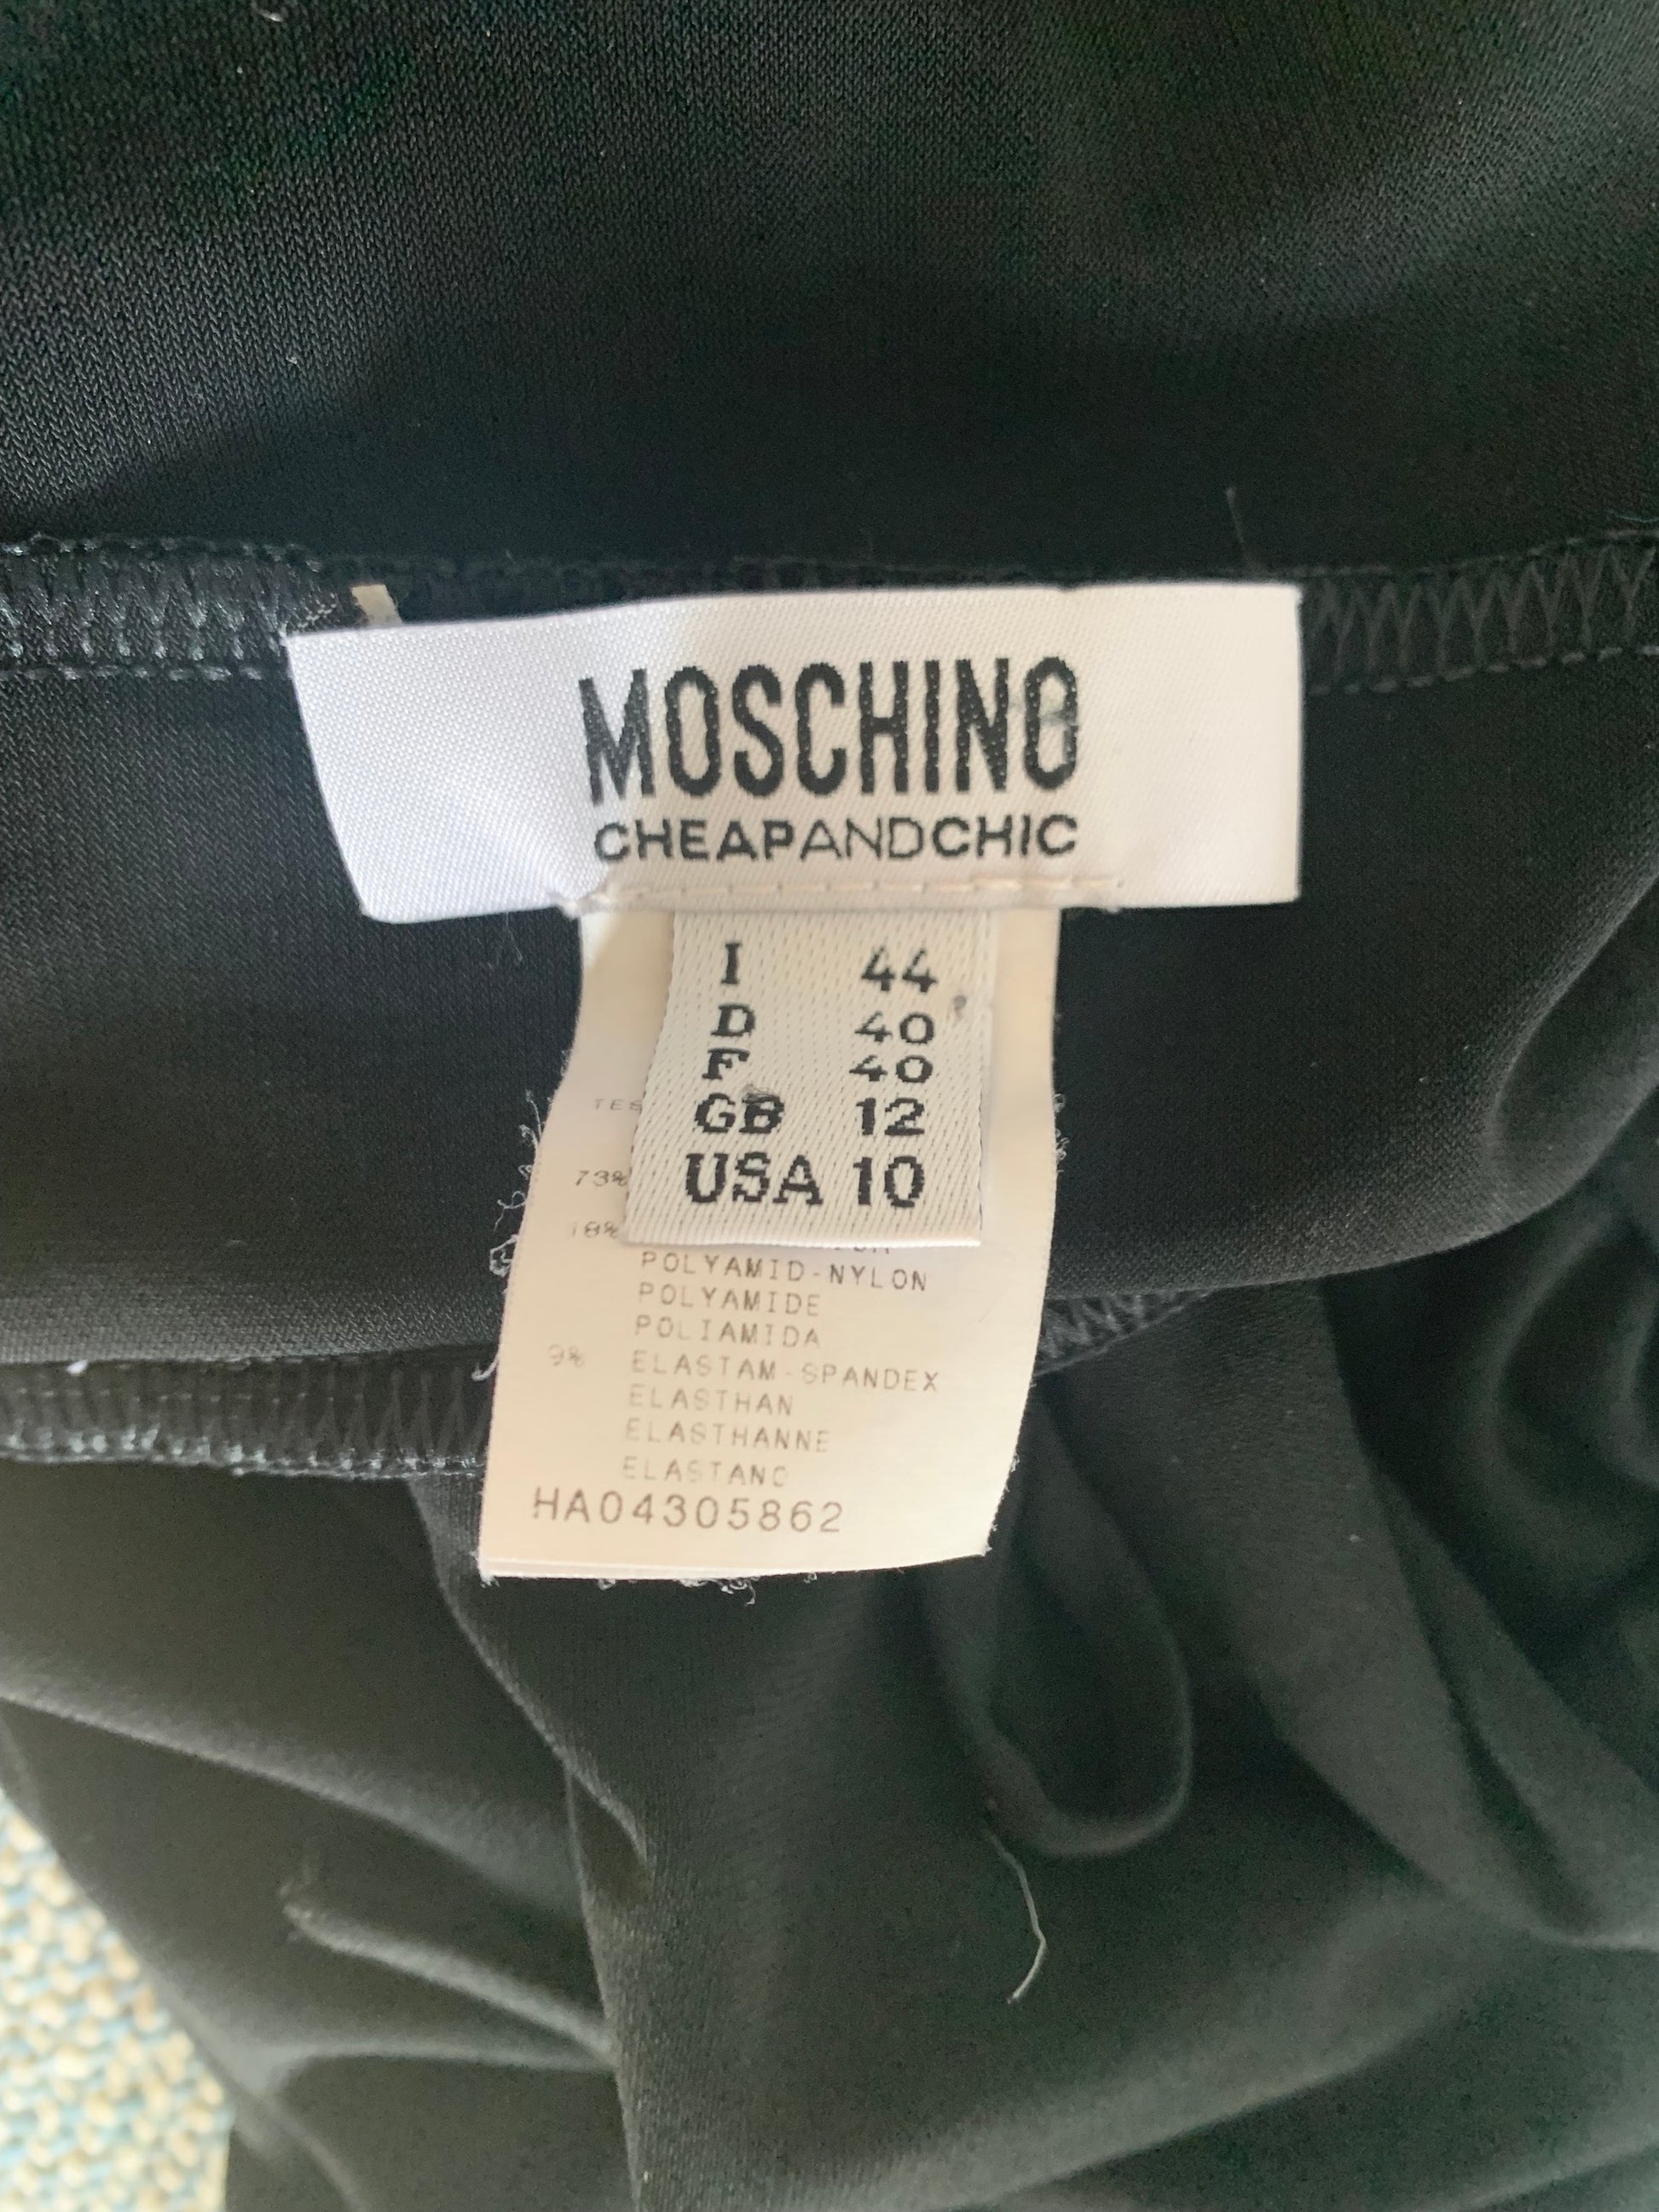 MOSCHINO
CHEAPANDCHIC
I 44
D 40
F 40
GB 12
USA 10
73%
18%
POLYAMID-NYLON
POLYAMIDE
POLIAMIDA
9% ELASTAM-SPANDEX
ELASTHAN
ELASTHANNE
ELASTANO
HA04305862